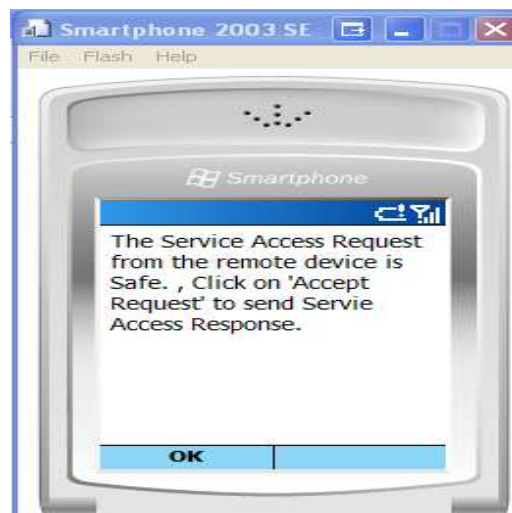 Smartphone 2003 SE
File Flash Help
Smartphone
The Service Access Request
from the remote device is
Safe. , Click on 'Accept
Request' to send Servie
Access Response.
OK